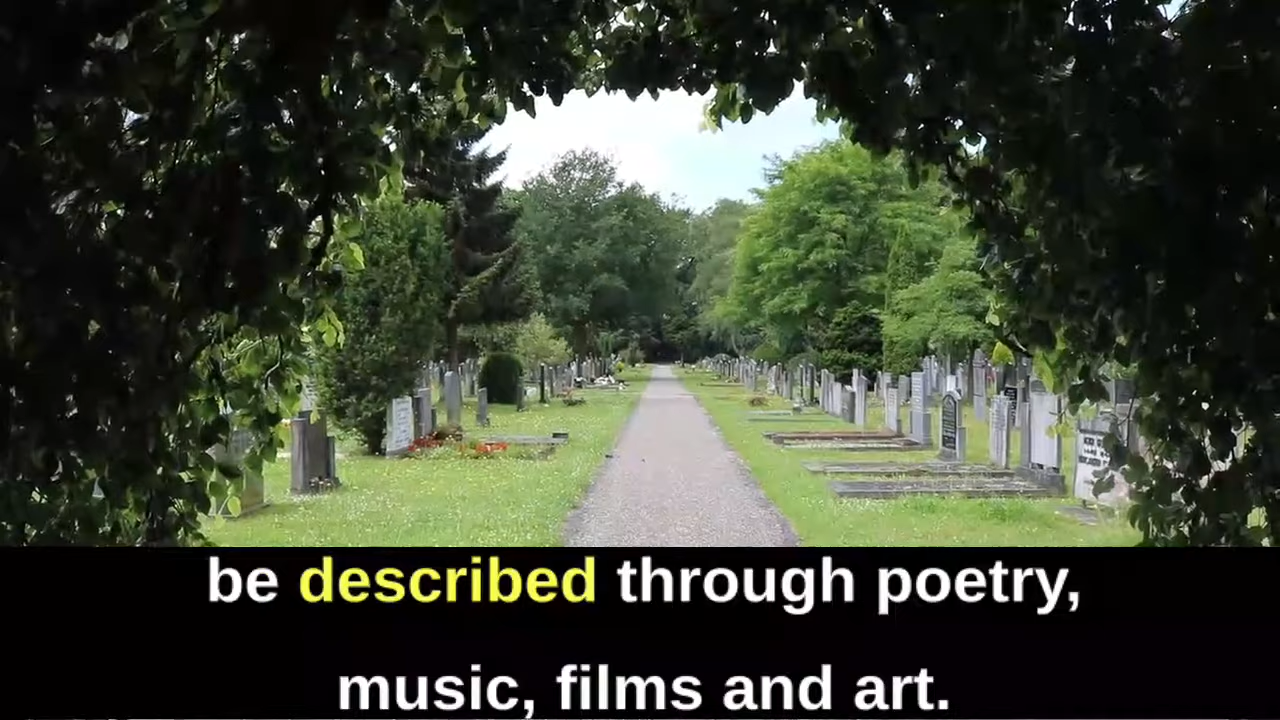 be described through poetry,
music, films and art.